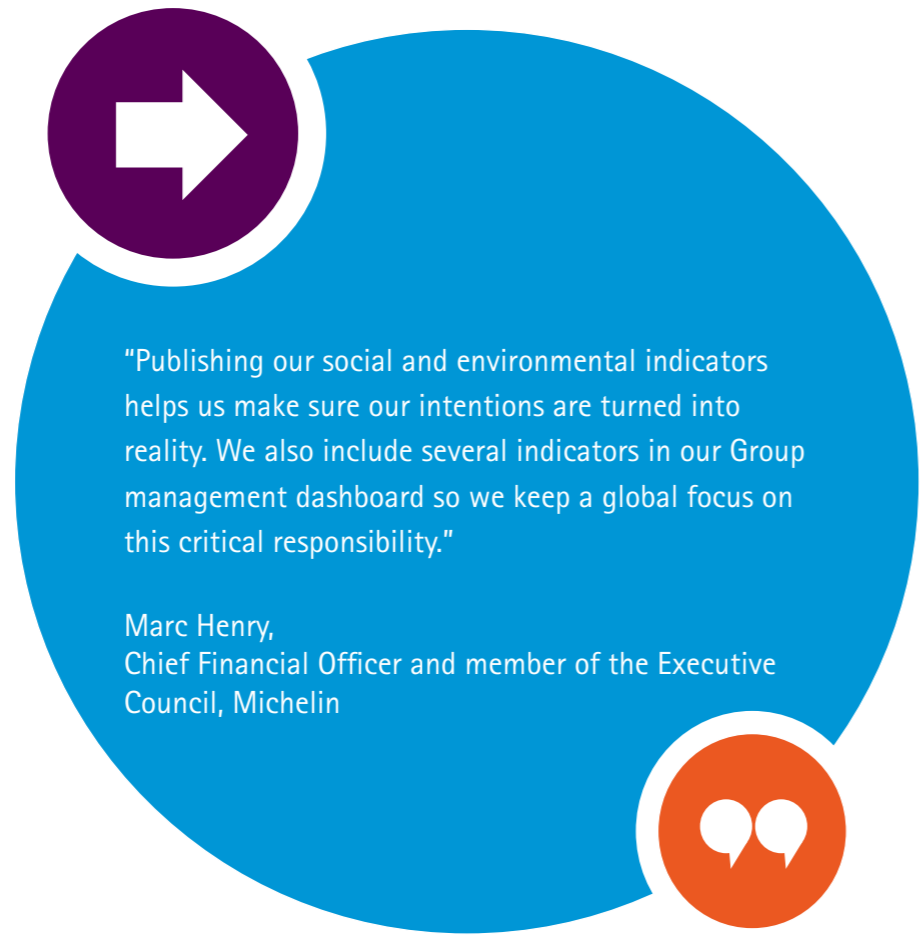 “Publishing our social and environmental indicators
helps us make sure our intentions are turned into
reality. We also include several indicators in our Group
management dashboard so we keep a global focus on
this critical responsibility.”
Marc Henry,
Chief Financial Officer and member of the Executive
Council, Michelin